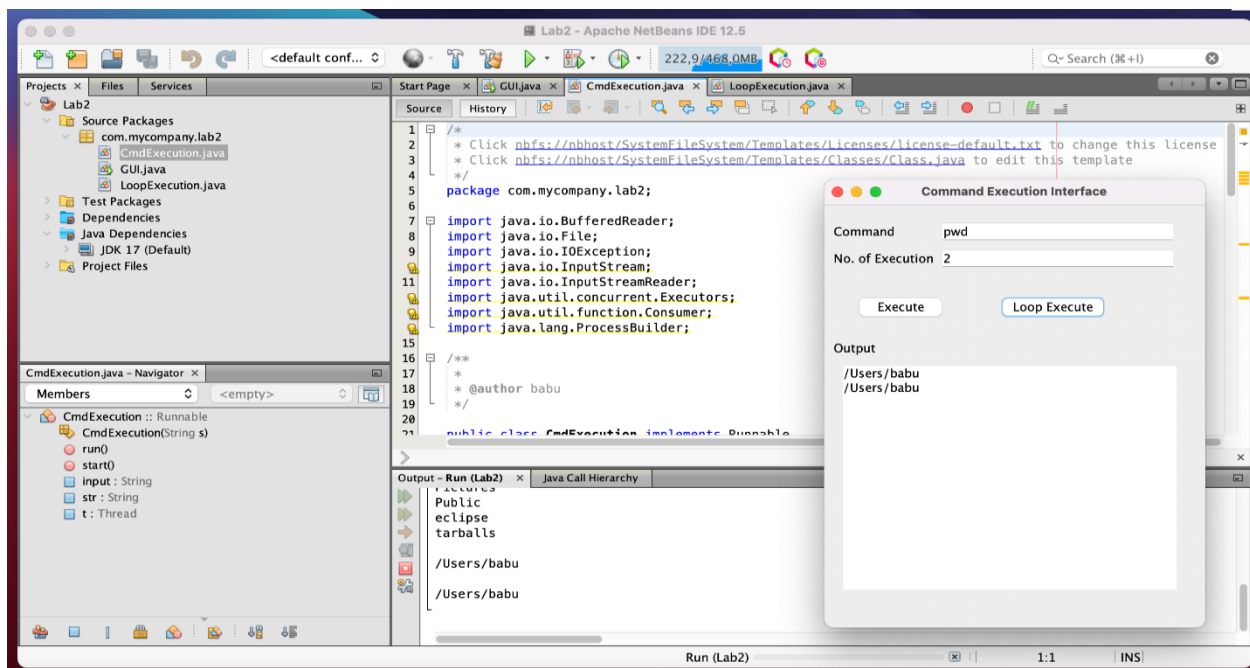 Lab2 - Apache NetBeans IDE 12.5
<default conf...
222,9/468,0MB
Search (⌘+I)
Projects
Files
Services
Lab2
Source Packages
com.mycompany.lab2
CmdExecution.java
GUI.java
LoopExecution.java
Test Packages
Dependencies
Java Dependencies
JDK 17 (Default)
Project Files
CmdExecution.java - Navigator
Members
<empty>
CmdExecution :: Runnable
CmdExecution(String s)
run()
start()
input : String
str : String
t : Thread
Start Page
GUI.java
CmdExecution.java
LoopExecution.java
Source
History
1 /*
2 * Click nbfs://nbhost/SystemFileSystem/Templates/Licenses/license-default.txt to change this license
3 * Click nbfs://nbhost/SystemFileSystem/Templates/Classes/Class.java to edit this template
4 */
5 package com.mycompany.lab2;
6
7 import java.io.BufferedReader;
8 import java.io.File;
9 import java.io.IOException;
import java.io.InputStream;
11 import java.io.InputStreamReader;
import java.util.concurrent.Executors;
import java.util.function.Consumer;
import java.lang.ProcessBuilder;
15
16 /**
17 *
18 * @author babu
19 */
20
21 public class CmdExecution implements Runnable
Output - Run (Lab2)
Java Call Hierarchy
Pictures
Public
eclipse
tarballs
/Users/babu
/Users/babu
Command Execution Interface
Command pwd
No. of Execution 2
Execute
Loop Execute
Output
/Users/babu
/Users/babu
Run (Lab2)
1:1
INS